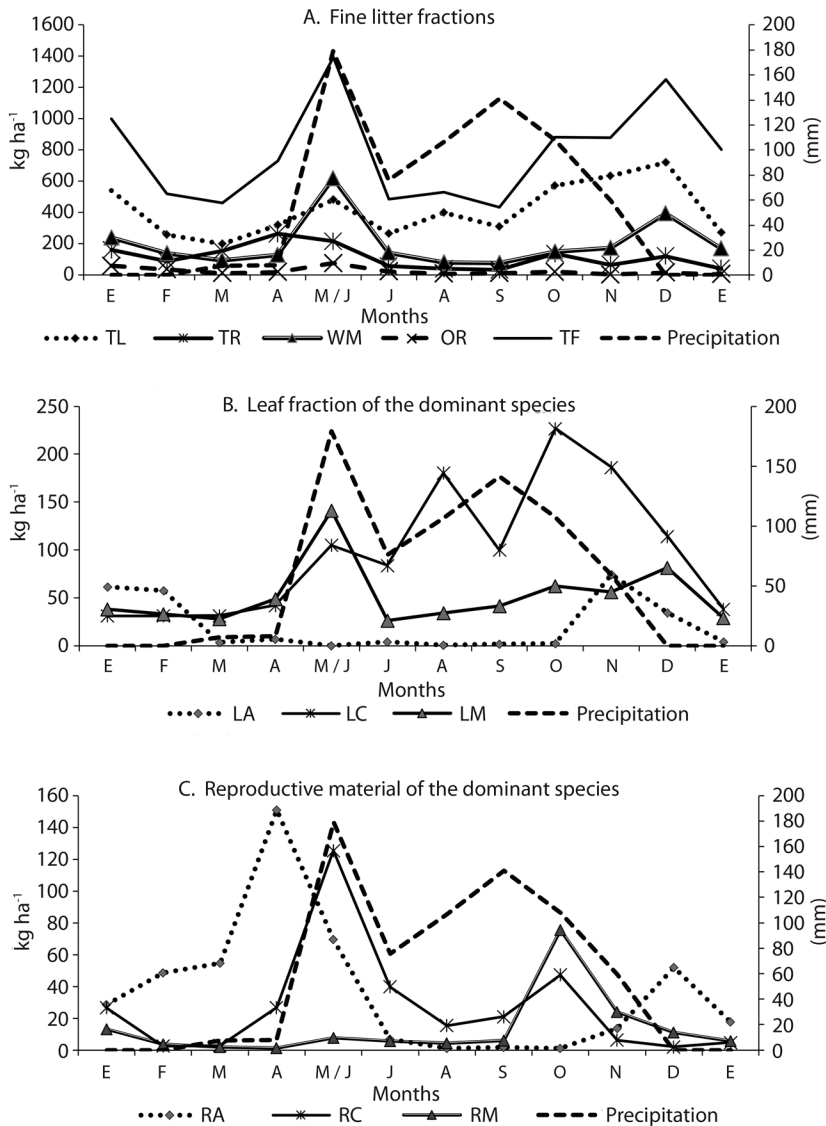 A. Fine litter fractions
1600
1400
1200
1000
800
600
400
200
0
kg ha-1
200
180
160
140
120
100
80
60
40
20
0
(mm)
E F M A M / J J A S O N D E
Months
TL TR WM OR TF Precipitation
B. Leaf fraction of the dominant species
250
200
150
100
50
0
kg ha-1
200
150
100
50
0
(mm)
E F M A M / J J A S O N D E
Months
LA LC LM Precipitation
C. Reproductive material of the dominant species
160
140
120
100
80
60
40
20
0
kg ha-1
200
180
160
140
120
100
80
60
40
20
0
(mm)
E F M A M / J J A S O N D E
Months
RA RC RM Precipitation